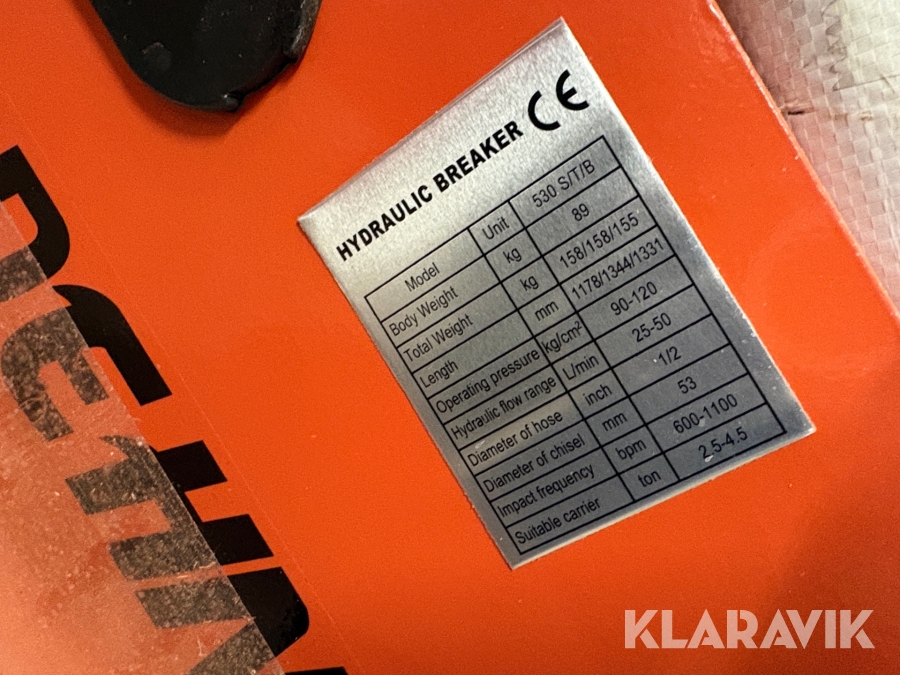 HYDRAULIC BREAKER CE
Model Unit 530 S/T/B
Body Weight kg 89
Total Weight kg 158/158/155
Length mm 1178/1344/1331
Operating pressure kg/cm² 90-120
Hydraulic flow range L/min 25-50
Diameter of hose inch 1/2
Diameter of chisel mm 53
Impact frequency bpm 600-1100
Suitable carrier ton 2.5-4.5
KLARAVIK